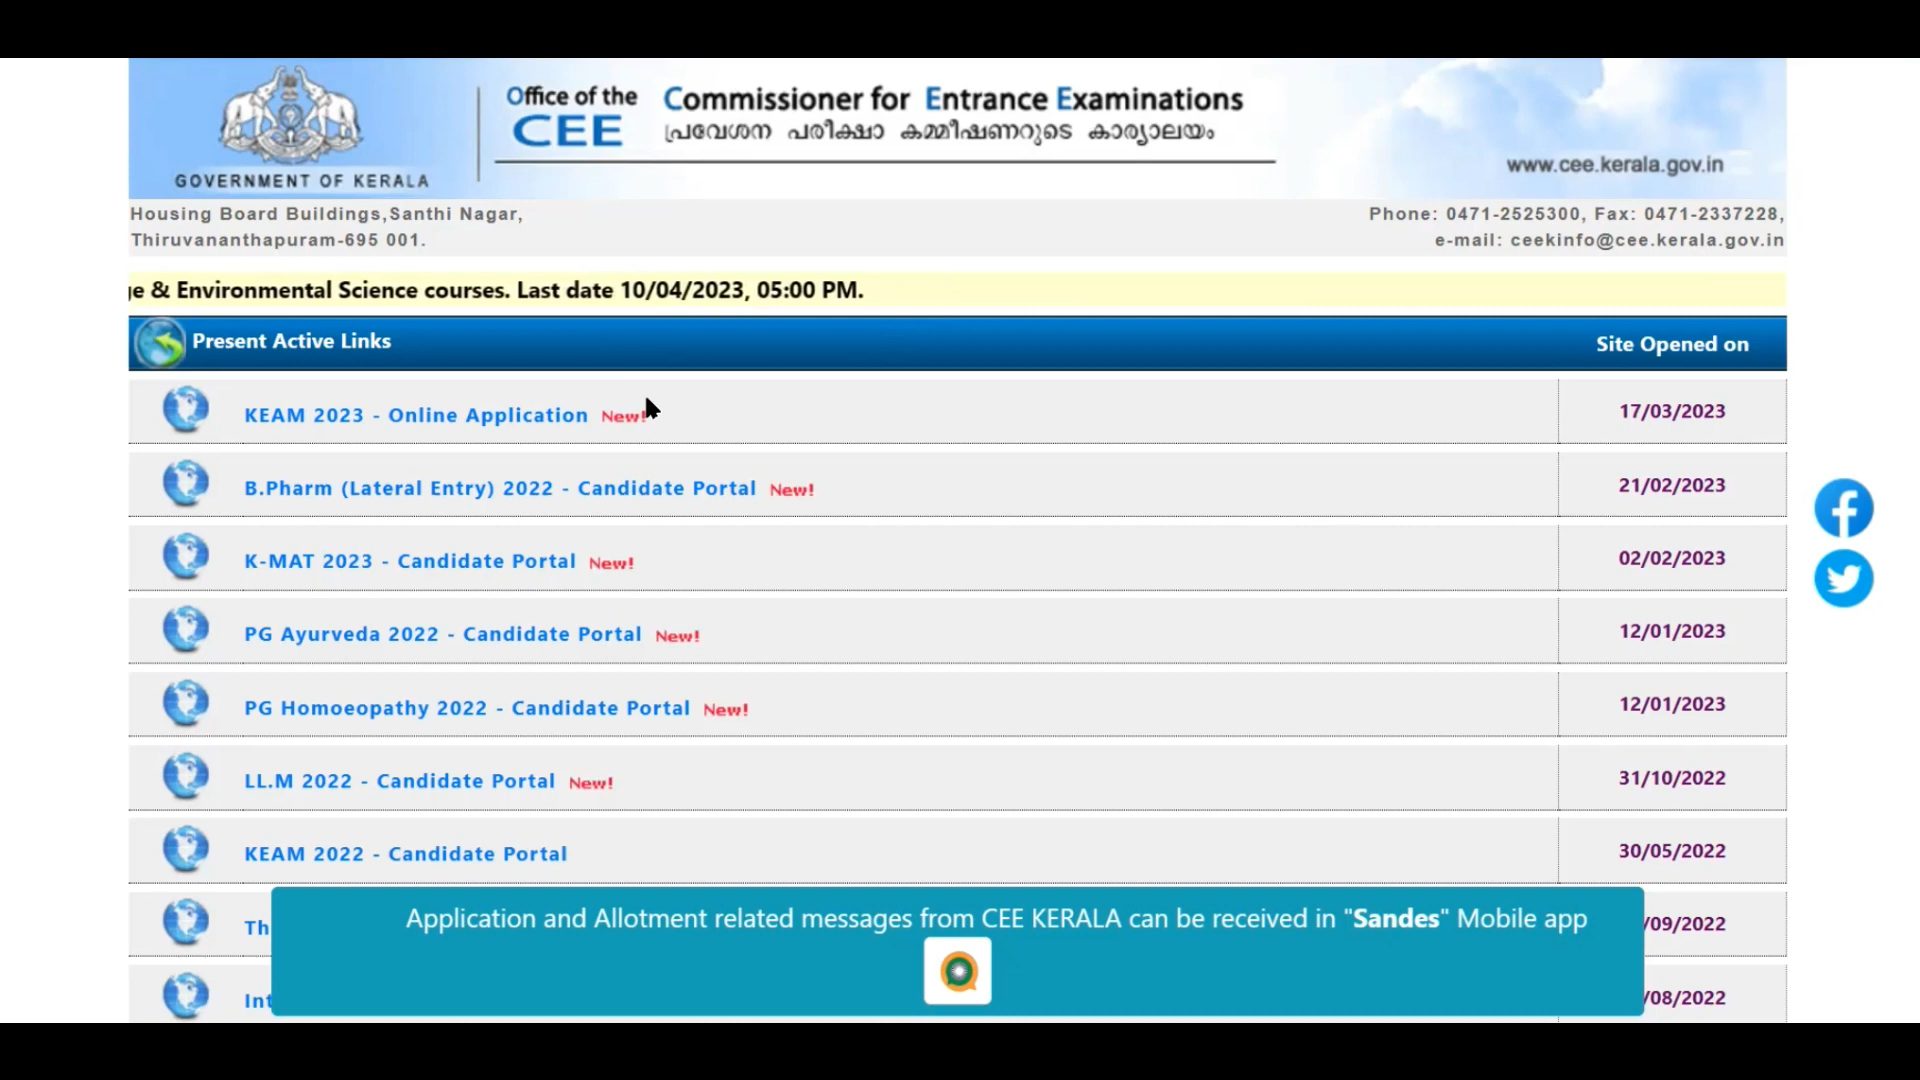 Office of the
CEE
Commissioner for Entrance Examinations
പ്രവേശന പരീക്ഷാ കമ്മീഷണറുടെ കാര്യാലയം
GOVERNMENT OF KERALA
www.cee.kerala.gov.in
Housing Board Buildings,Santhi Nagar,
Thiruvananthapuram-695 001.
Phone: 0471-2525300, Fax: 0471-2337228,
e-mail: ceekinfo@cee.kerala.gov.in
& Environmental Science courses. Last date 10/04/2023, 05:00 PM.
Present Active Links Site Opened on
KEAM 2023 - Online Application New! 17/03/2023
B.Pharm (Lateral Entry) 2022 - Candidate Portal New! 21/02/2023
K-MAT 2023 - Candidate Portal New! 02/02/2023
PG Ayurveda 2022 - Candidate Portal New! 12/01/2023
PG Homoeopathy 2022 - Candidate Portal New! 12/01/2023
LL.M 2022 - Candidate Portal New! 31/10/2022
KEAM 2022 - Candidate Portal 30/05/2022
Th /09/2022
Application and Allotment related messages from CEE KERALA can be received in "Sandes" Mobile app
Int /08/2022